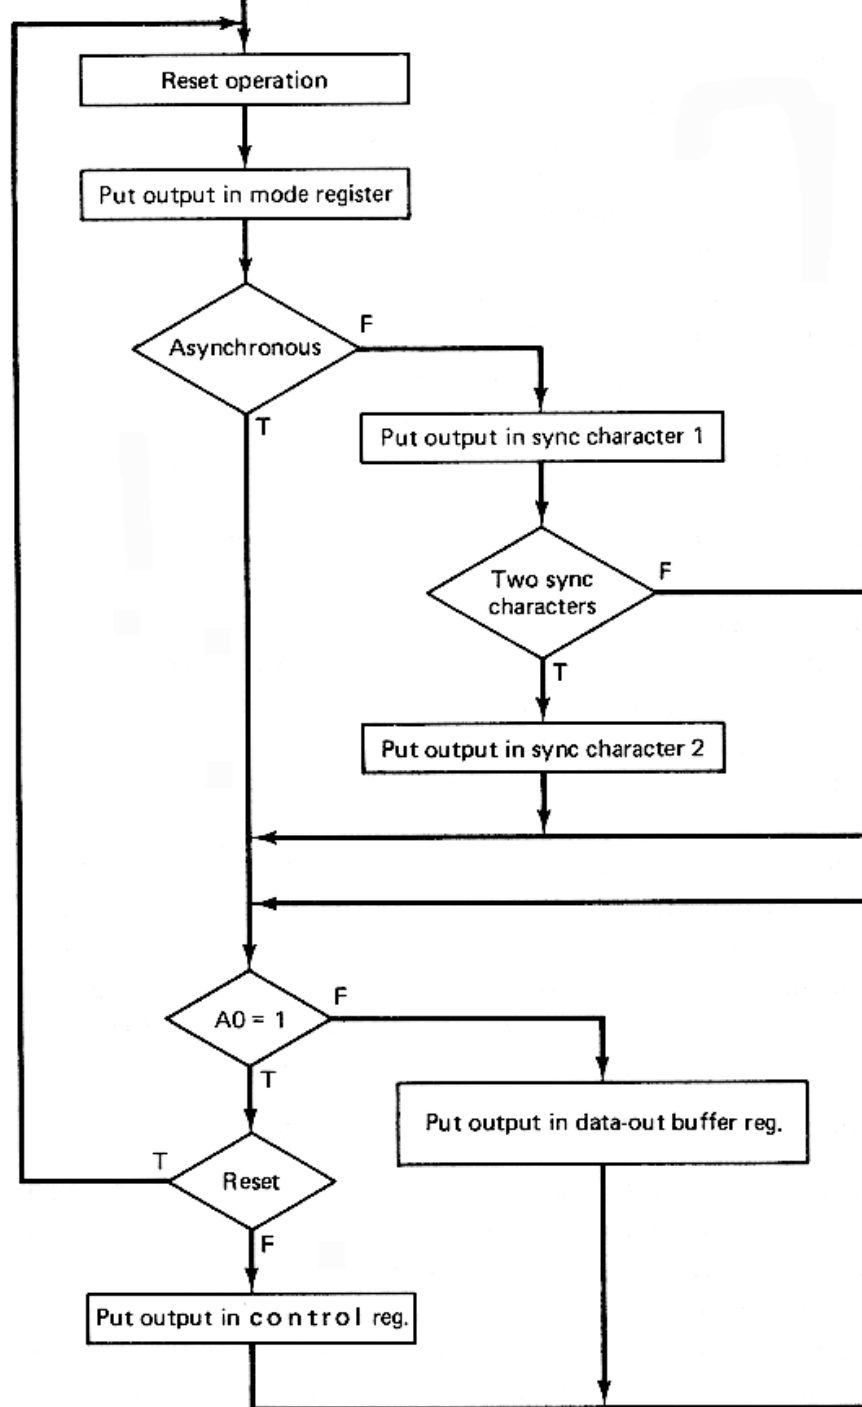 Reset operation
Put output in mode register
Asynchronous
F
T
Put output in sync character 1
Two sync
characters
F
T
Put output in sync character 2
A0 = 1
F
T
Put output in data-out buffer reg.
Reset
T
F
Put output in control reg.